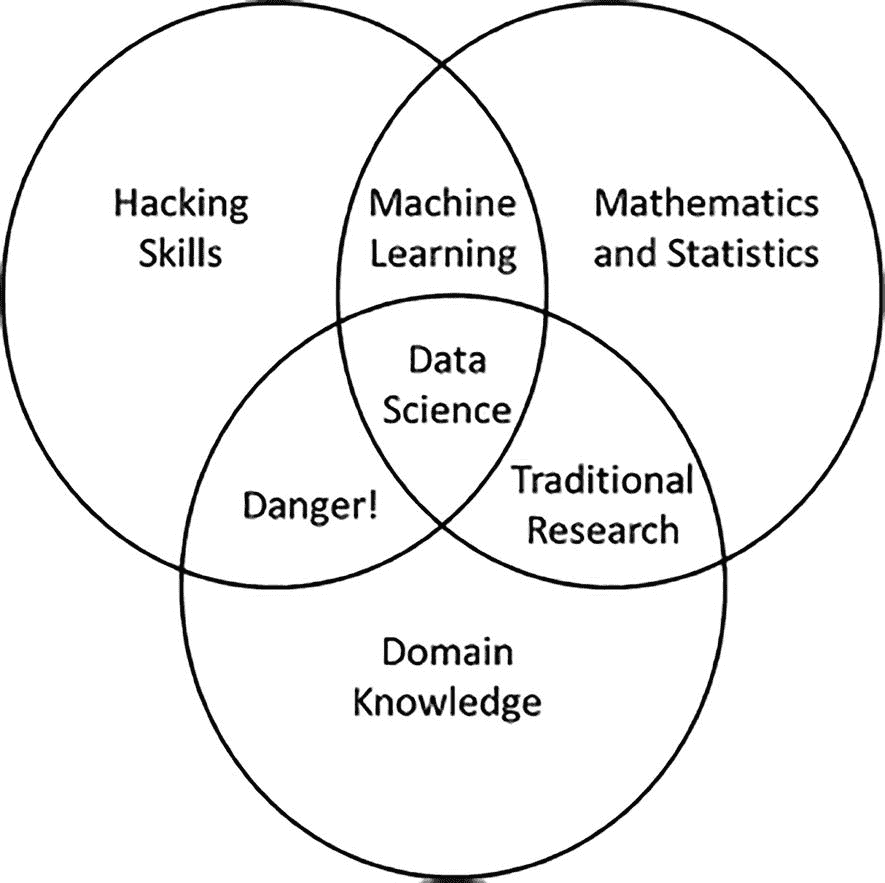 Hacking
Skills
Machine
Learning
Mathematics
and Statistics
Data
Science
Danger!
Traditional
Research
Domain
Knowledge